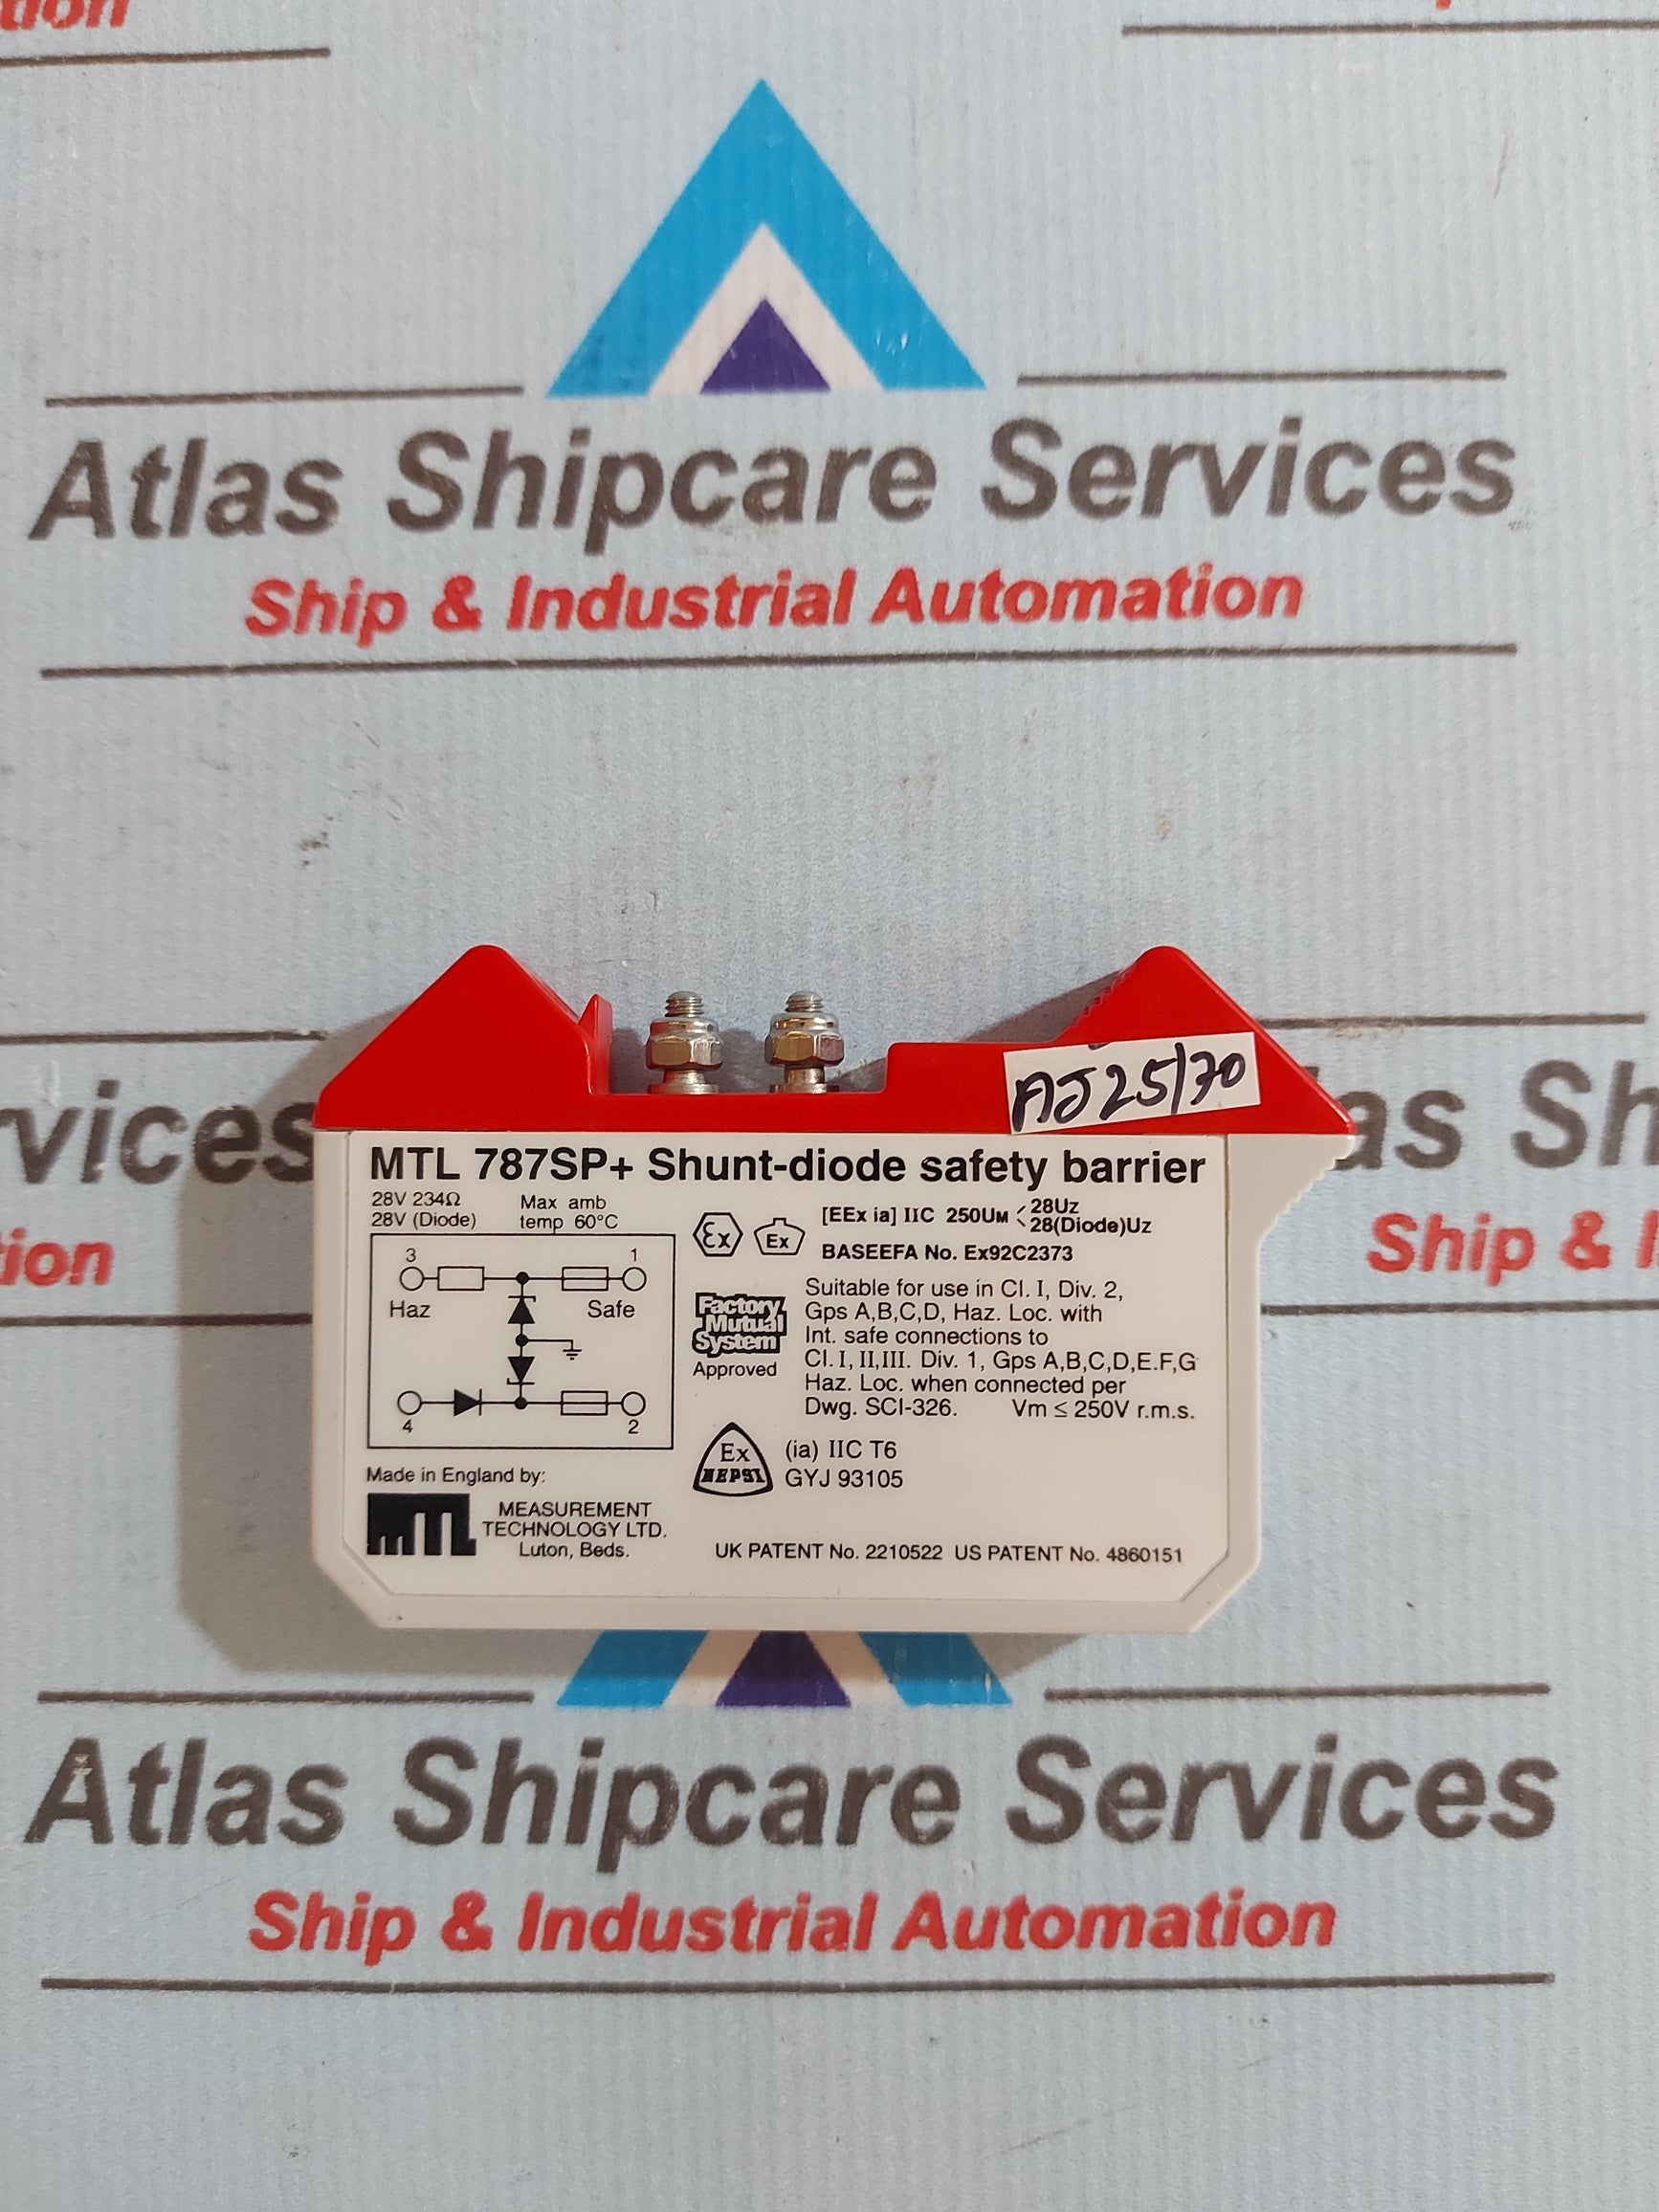 tion
Atlas Shipcare Services
Ship & Industrial Automation
AJ25/70
rvices
tion
as Sh
Ship & I
MTL 787SP+ Shunt-diode safety barrier
28V 234Ω
28V (Diode)
Max amb
temp 60°C
3
1
Haz
Safe
4
2
Ex
Ex
[EEx ia] IIC 250UM 28Uz
28(Diode)Uz
BASEEFA No. Ex92C2373
Factory
Mutual
System
Approved
Suitable for use in Cl. I, Div. 2,
Gps A,B,C,D, Haz. Loc. with
Int. safe connections to
Cl. I, II,III. Div. 1, Gps A,B,C,D,E.F,G
Haz. Loc. when connected per
Dwg. SCI-326. Vm ≤ 250V r.m.s.
Ex
NEPSI
(ia) IIC T6
GYJ 93105
Made in England by:
MTL
MEASUREMENT
TECHNOLOGY LTD.
Luton, Beds.
UK PATENT No. 2210522 US PATENT No. 4860151
Atlas Shipcare Services
Ship & Industrial Automation